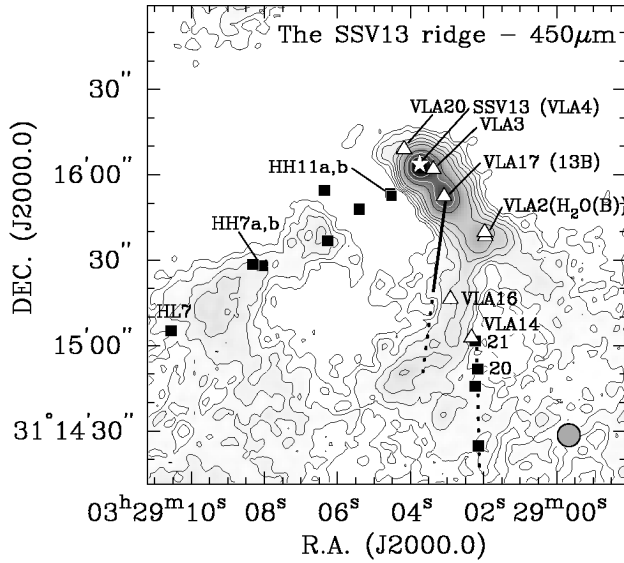 The SSV13 ridge – 450μm
30''
VLA20 SSV13 (VLA4)
VLA3
16'00''
HH11a,b
VLA17 (13B)
VLA2(H₂O(B))
HH7a,b
30''
HL7
VLA16
VLA14
15'00''
21
20
31°14'30''
DEC. (J2000.0)
03ʰ29ᵐ10ˢ 08ˢ 06ˢ 04ˢ 02ˢ 29ᵐ00ˢ
R.A. (J2000.0)